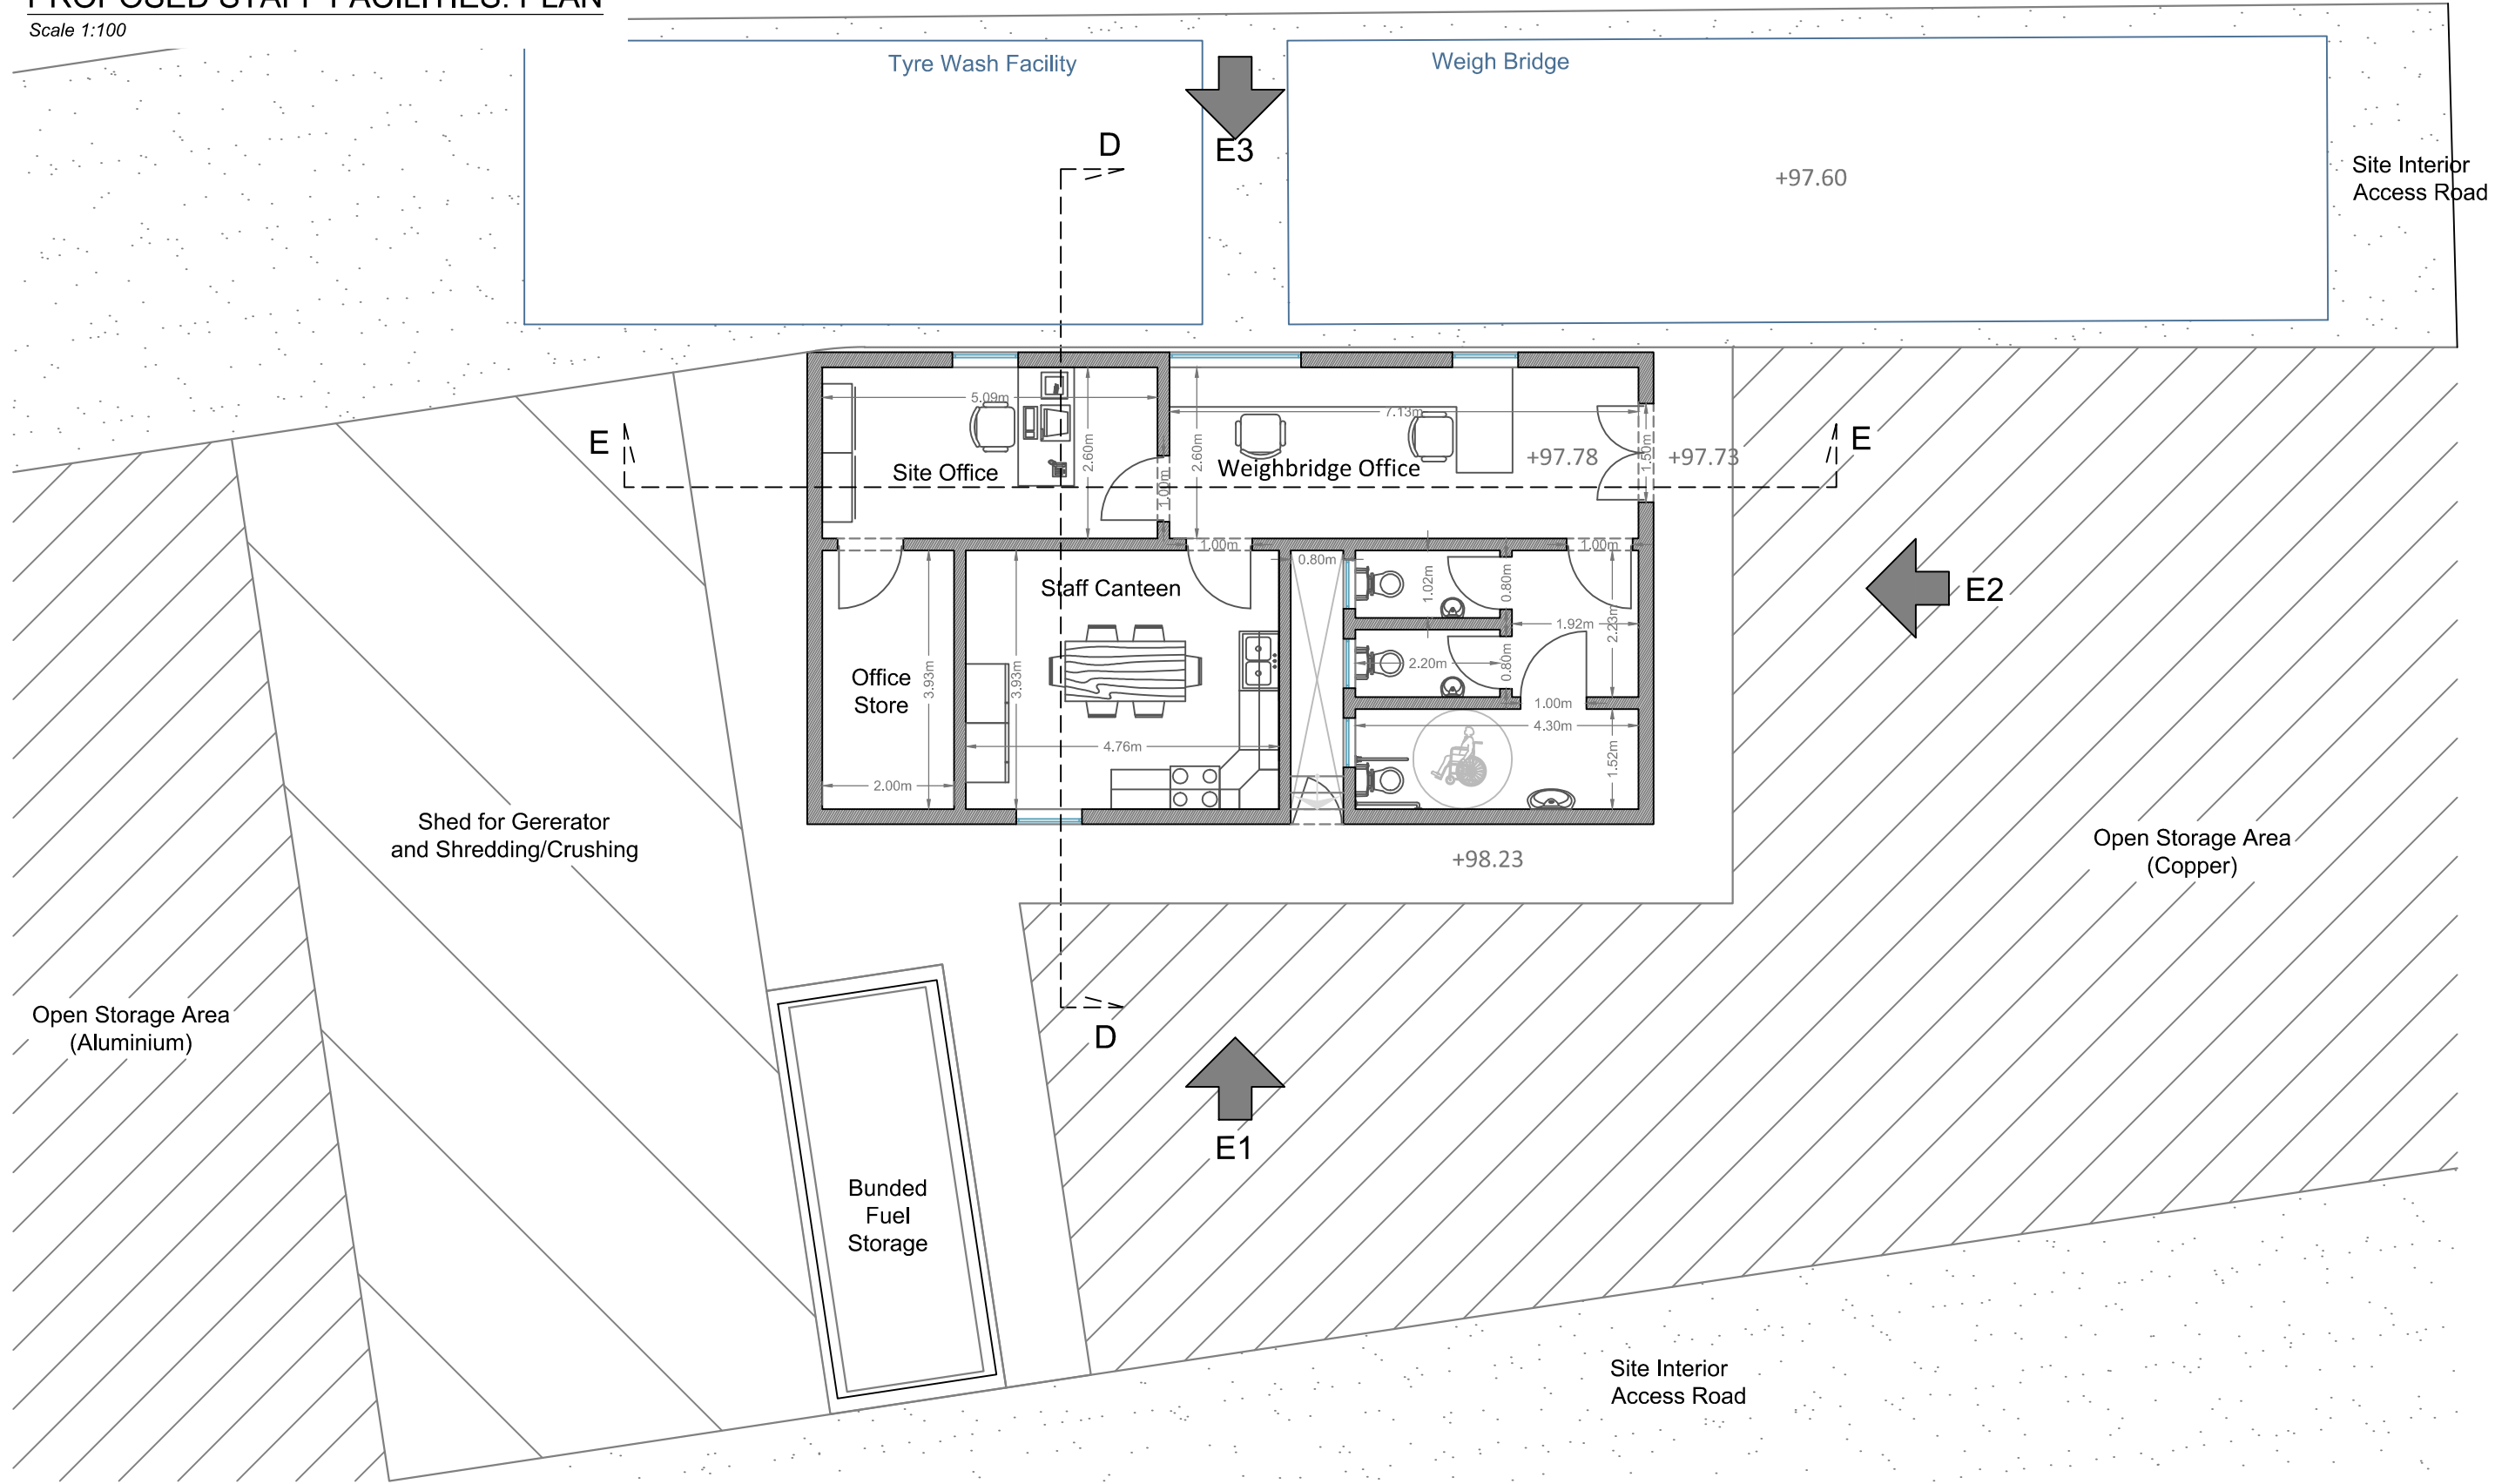 PROPOSED STAFF FACILITIES: PLAN
Scale 1:100
Tyre Wash Facility
Weigh Bridge
D
E3
+97.60
Site Interior
Access Road
5.09m
7.13m
E
2.60m
2.60m
Site Office
Weighbridge Office
+97.78
1.50m
+97.73
E
1.00m
1.00m
0.80m
1.00m
Staff Canteen
1.02m
0.80m
E2
1.92m
2.23m
Office
Store
3.93m
3.93m
2.20m
0.80m
1.00m
4.30m
4.76m
1.52m
2.00m
Shed for Gererator
and Shredding/Crushing
+98.23
Open Storage Area
(Copper)
Open Storage Area
(Aluminium)
D
E1
Bunded
Fuel
Storage
Site Interior
Access Road